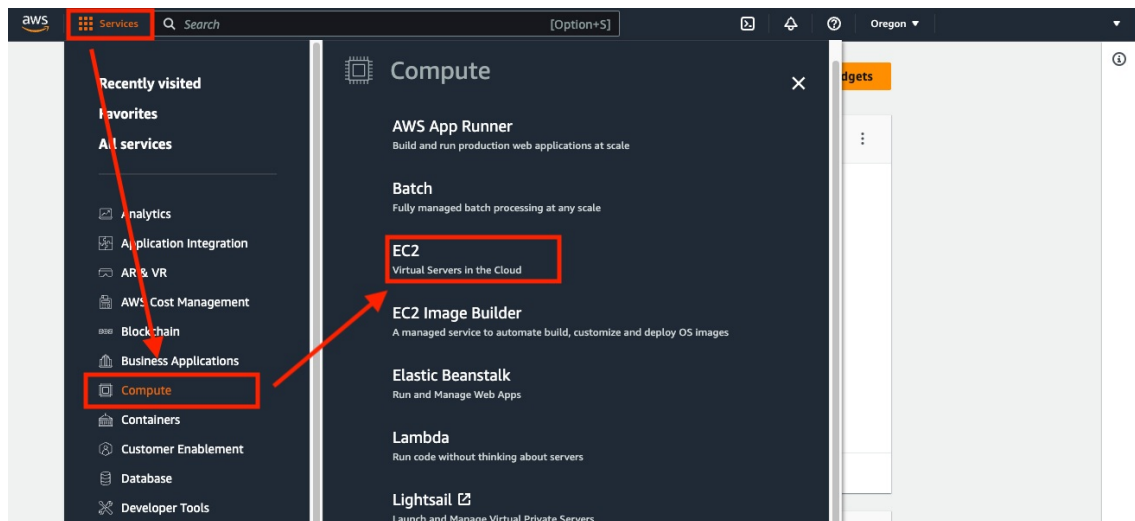 aws
Services
Search
[Option+S]
Oregon
Recently visited
Favorites
All services
Analytics
Application Integration
AR & VR
AWS Cost Management
Blockchain
Business Applications
Compute
Containers
Customer Enablement
Database
Developer Tools
Compute
AWS App Runner
Build and run production web applications at scale
Batch
Fully managed batch processing at any scale
EC2
Virtual Servers in the Cloud
EC2 Image Builder
A managed service to automate build, customize and deploy OS images
Elastic Beanstalk
Run and Manage Web Apps
Lambda
Run code without thinking about servers
Lightsail
Launch and Manage Virtual Private Servers
dgets